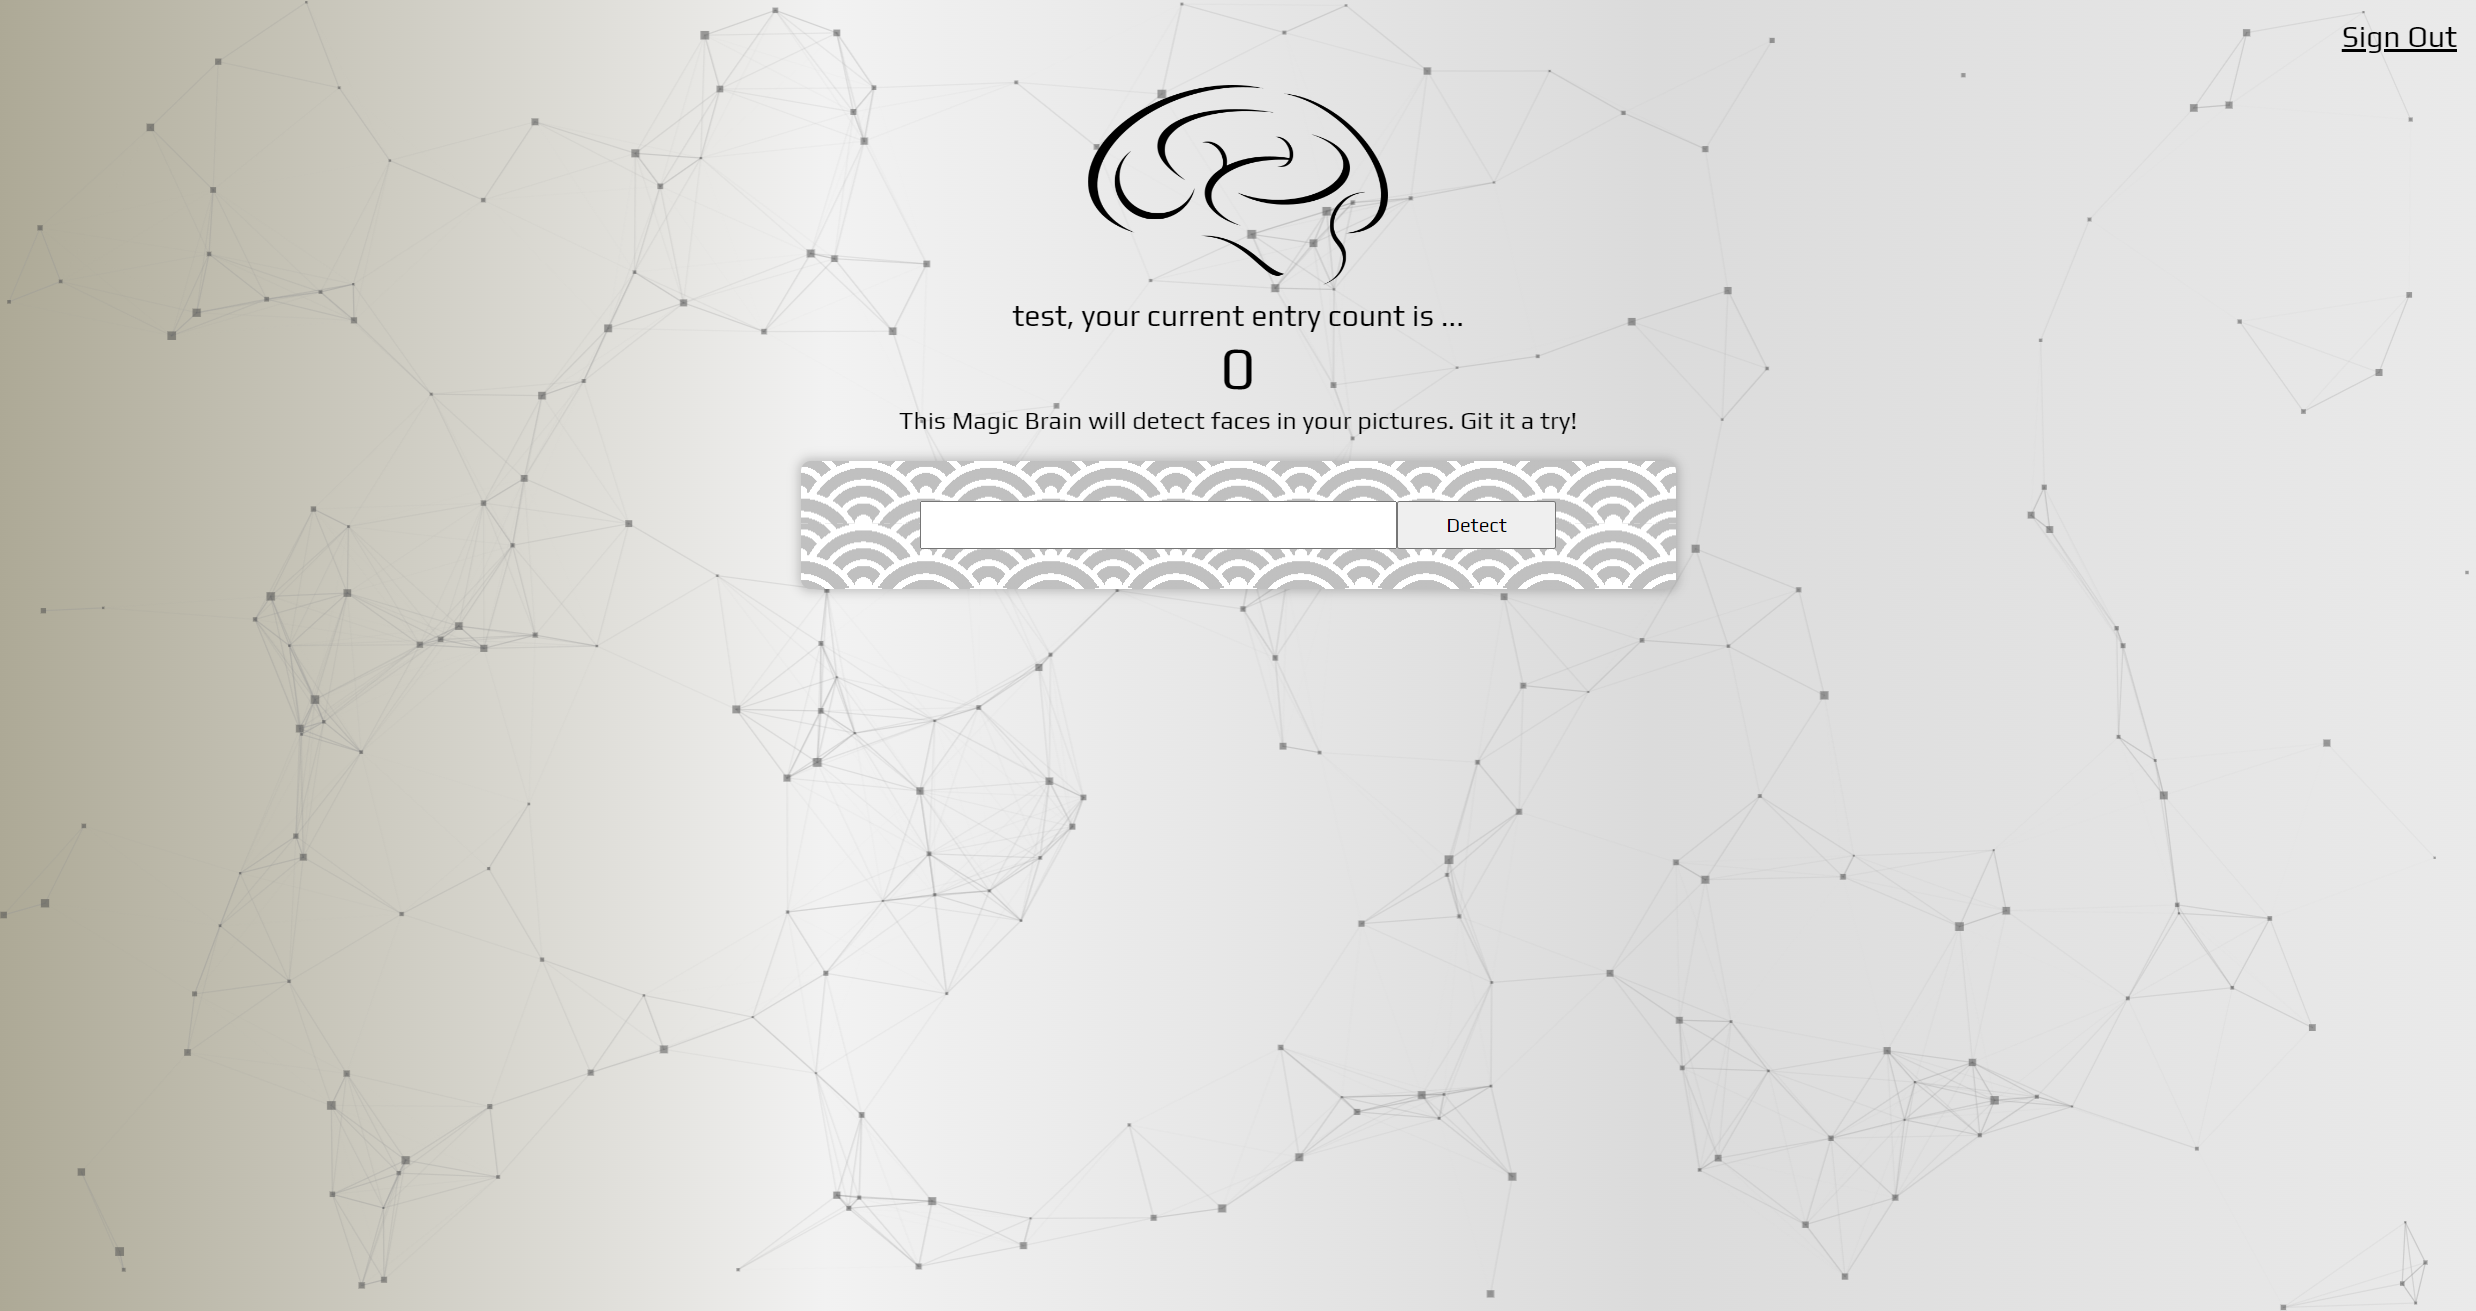 Sign Out
test, your current entry count is ...
0
This Magic Brain will detect faces in your pictures. Git it a try!
Detect